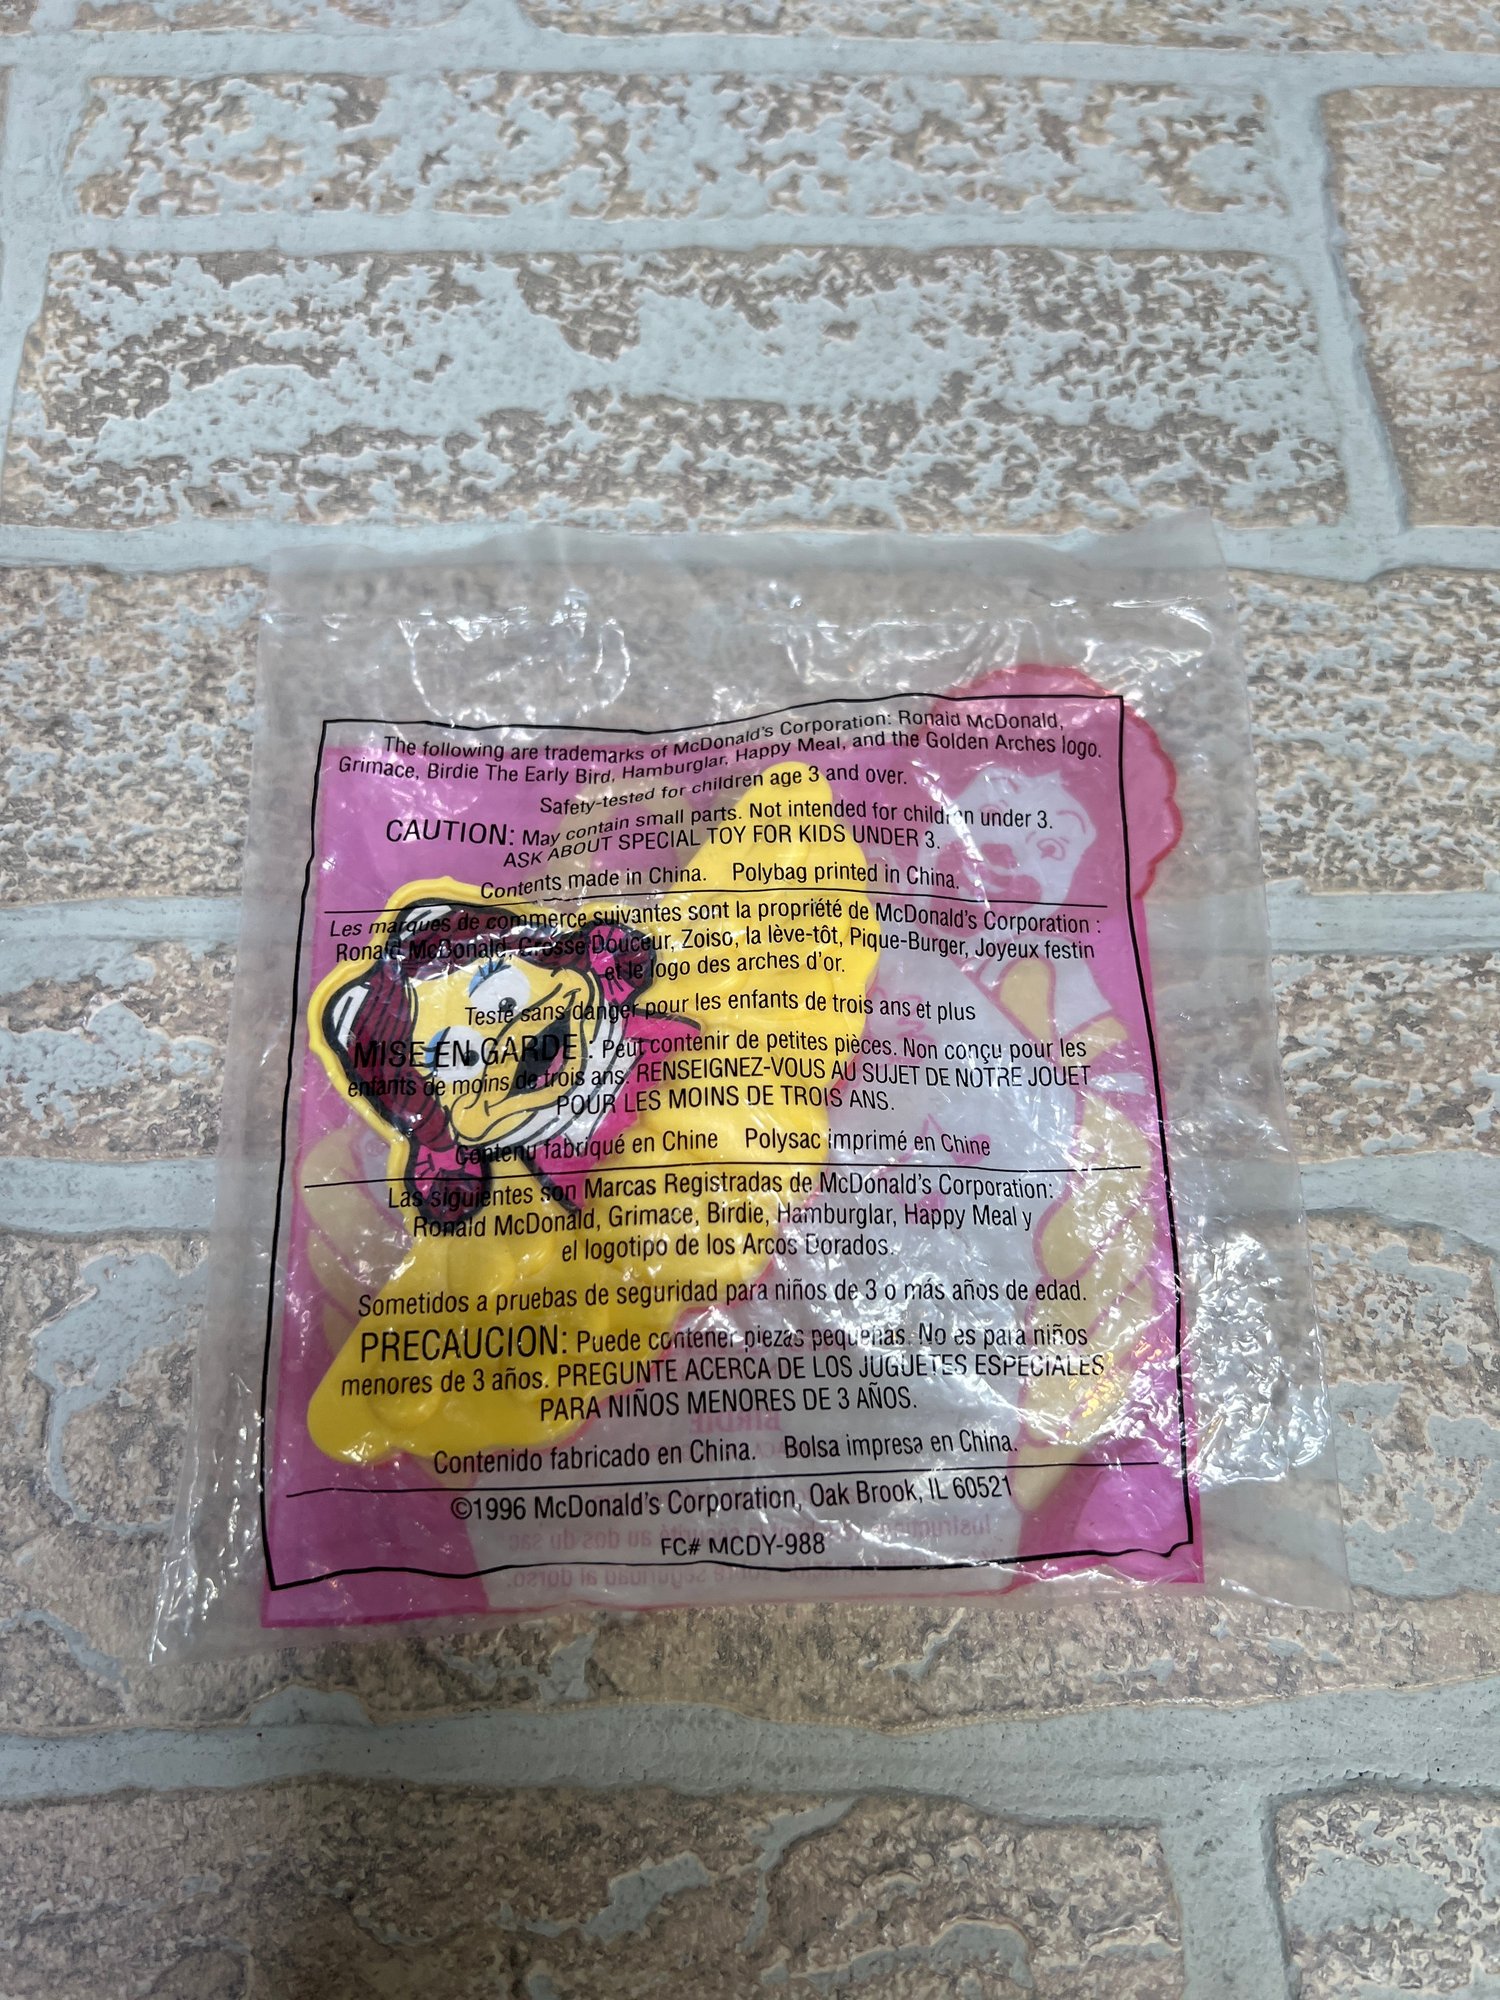 The following are trademarks of McDonald's Corporation: Ronald McDonald,
Grimace, Birdie The Early Bird, Hamburglar, Happy Meal, and the Golden Arches logo.
Safety-tested for children age 3 and over.
CAUTION: May contain small parts. Not intended for children under 3.
ASK ABOUT SPECIAL TOY FOR KIDS UNDER 3.
Contents made in China. Polybag printed in China.
Les marques de commerce suivantes sont la propriété de McDonald's Corporation :
Ronald McDonald, Grosse Douceur, Zoiso, la lève-tôt, Pique-Burger, Joyeux festin
et le logo des arches d'or.
Testé sans danger pour les enfants de trois ans et plus
MISE EN GARDE : Peut contenir de petites pièces. Non conçu pour les
enfants de moins de trois ans. RENSEIGNEZ-VOUS AU SUJET DE NOTRE JOUET
POUR LES MOINS DE TROIS ANS.
Contenu fabriqué en Chine Polysac imprimé en Chine
Las siguientes son Marcas Registradas de McDonald's Corporation:
Ronald McDonald, Grimace, Birdie, Hamburglar, Happy Meal y
el logotipo de los Arcos Dorados.
Sometidos a pruebas de seguridad para niños de 3 o más años de edad.
PRECAUCION: Puede contener piezas pequeñas. No es para niños
menores de 3 años. PREGUNTE ACERCA DE LOS JUGUETES ESPECIALES
PARA NIÑOS MENORES DE 3 AÑOS.
BIRDIE
Contenido fabricado en China. Bolsa impresa en China.
©1996 McDonald's Corporation, Oak Brook, IL 60521
FC# MCDY-988